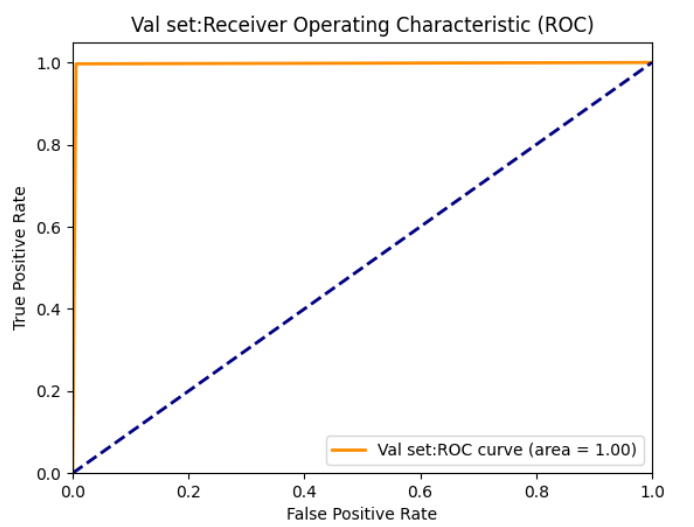 Val set:Receiver Operating Characteristic (ROC)
1.0
0.8
0.6
0.4
0.2
0.0
True Positive Rate
Val set:ROC curve (area = 1.00)
0.0 0.2 0.4 0.6 0.8 1.0
False Positive Rate